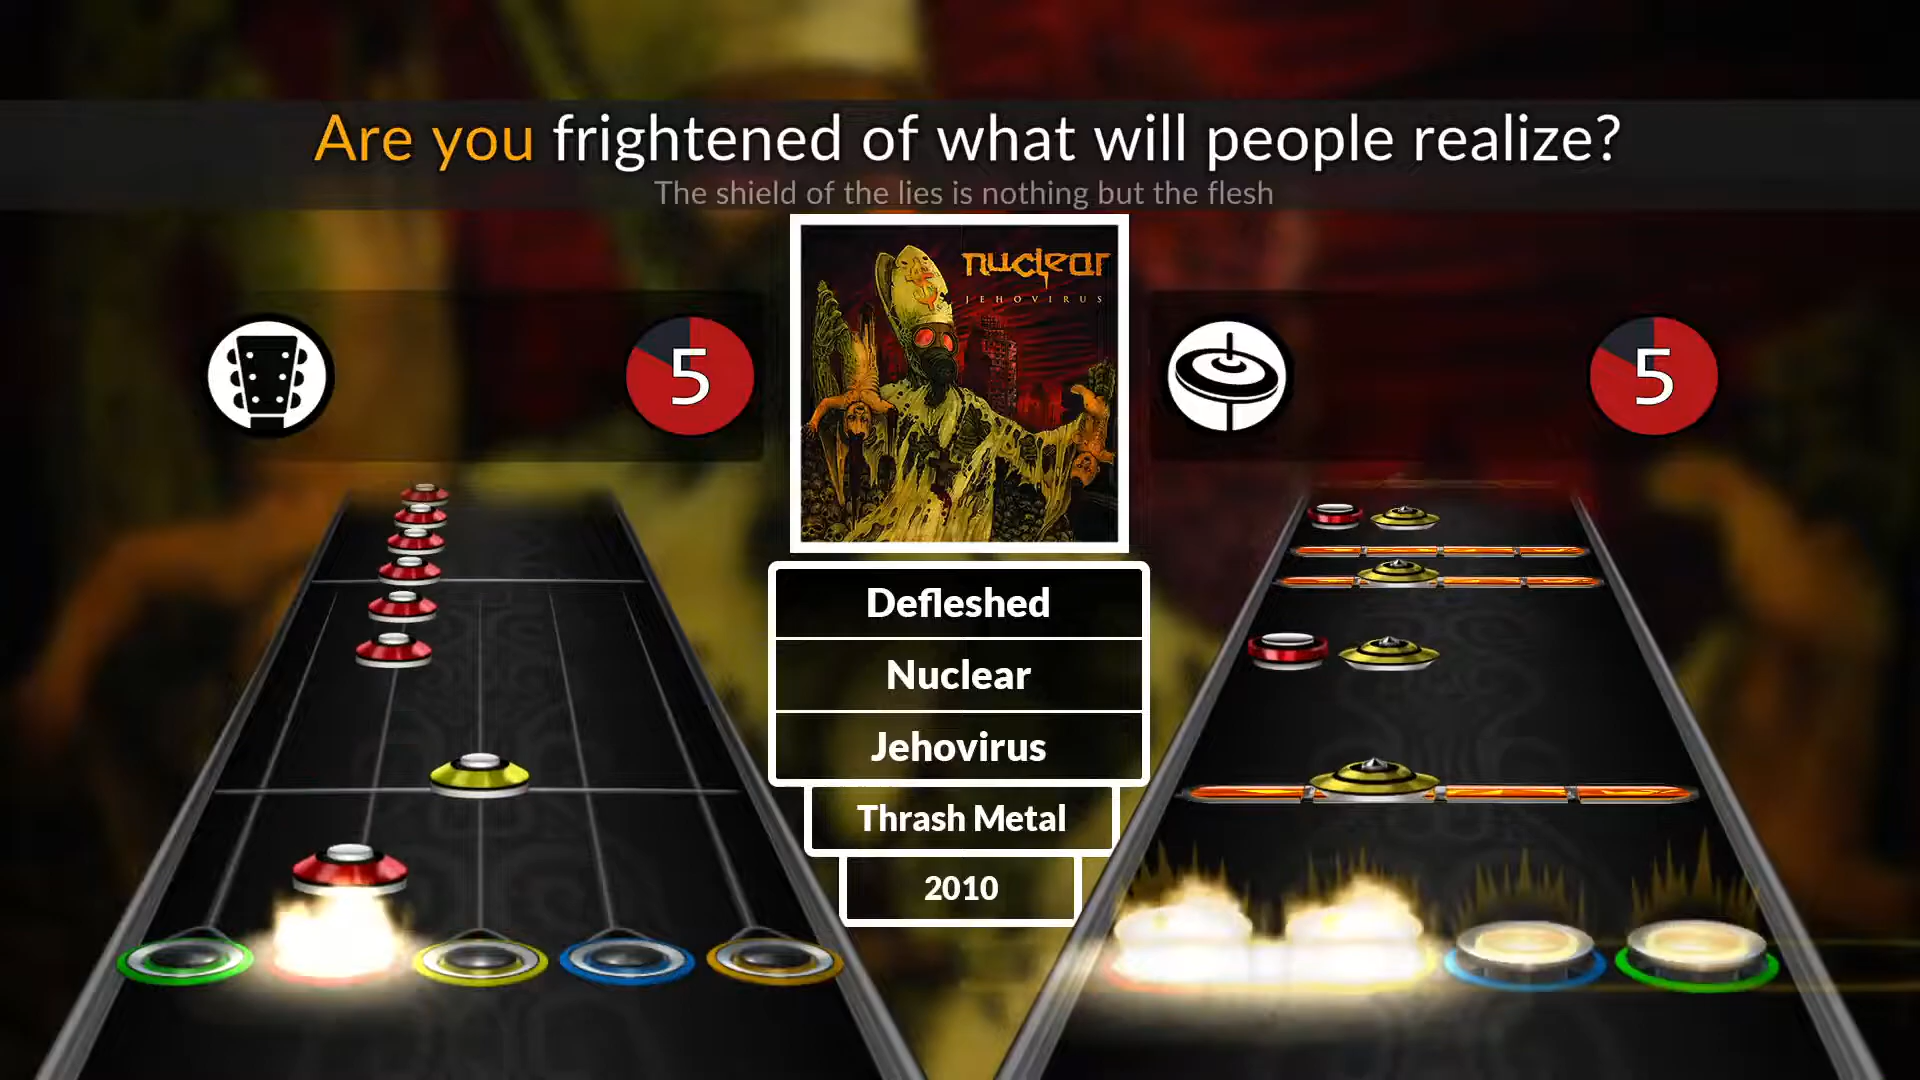 Are you frightened of what will people realize?
The shield of the lies is nothing but the flesh
nuclear
JEHOVIRUS
5
5
Defleshed
Nuclear
Jehovirus
Thrash Metal
2010